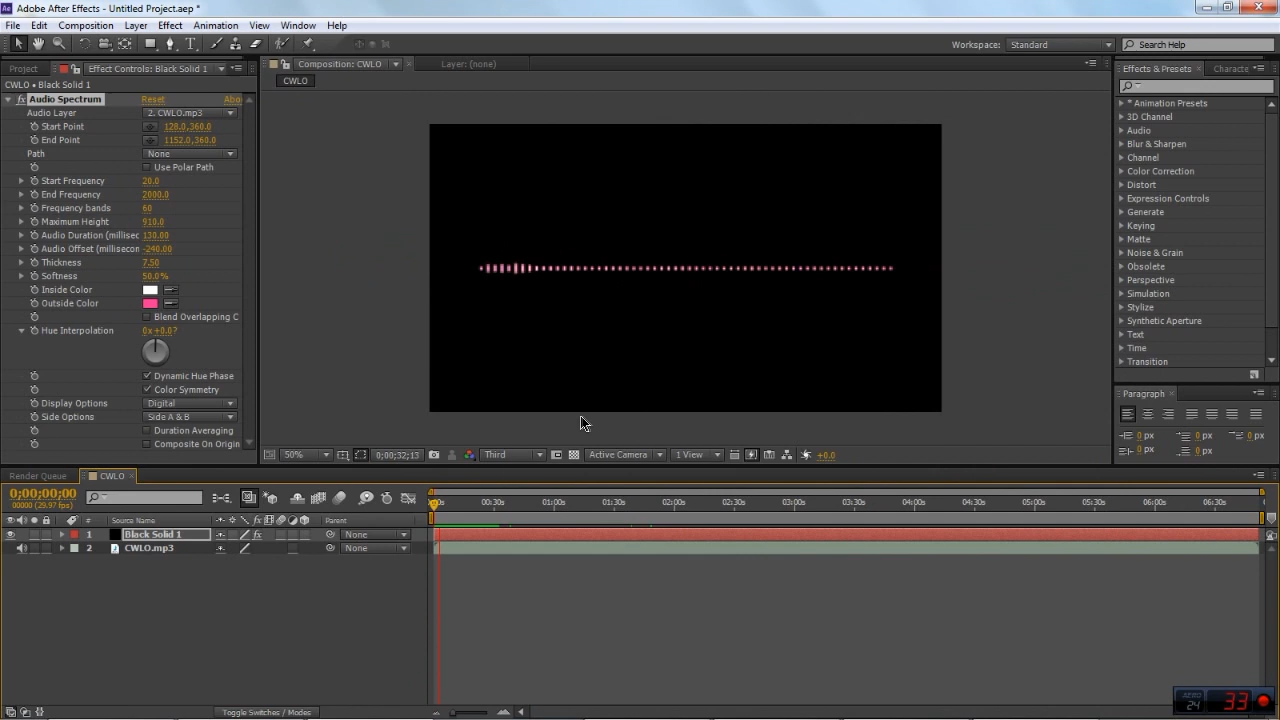 Adobe After Effects - Untitled Project.aep *
File Edit Composition Layer Effect Animation View Window Help
Workspace: Standard Search Help
Project Effect Controls: Black Solid 1 Composition: CWLO Layer: (none) Effects & Presets Characte
CWLO • Black Solid 1 CWLO
fx Audio Spectrum Reset Abo
Audio Layer 2. CWLO.mp3
Start Point 128.0,360.0
End Point 1152.0,360.0
Path None
Use Polar Path
Start Frequency 20.0
End Frequency 2000.0
Frequency bands 60
Maximum Height 910.0
Audio Duration (millisec 130.00
Audio Offset (millisecon -240.00
Thickness 7.50
Softness 50.0%
Inside Color
Outside Color
Blend Overlapping C
Hue Interpolation 0x+0.0?
Dynamic Hue Phase
Color Symmetry
Display Options Digital
Side Options Side A & B
Duration Averaging
Composite On Origin
* Animation Presets
3D Channel
Audio
Blur & Sharpen
Channel
Color Correction
Distort
Expression Controls
Generate
Keying
Matte
Noise & Grain
Obsolete
Perspective
Simulation
Stylize
Synthetic Aperture
Text
Time
Transition
Paragraph
0 px 0 px 0 px
0 px 0 px
50% 0;00;32;13 Third Active Camera 1 View +0.0
Render Queue CWLO
0;00;00;00
00000 (29.97 fps)
00:30s 01:00s 01:30s 02:00s 02:30s 03:00s 03:30s 04:00s 04:30s 05:00s 05:30s 06:00s 06:30s
# Source Name Parent
1 Black Solid 1 fx None
2 CWLO.mp3 None
Toggle Switches / Modes
AERO
24 33